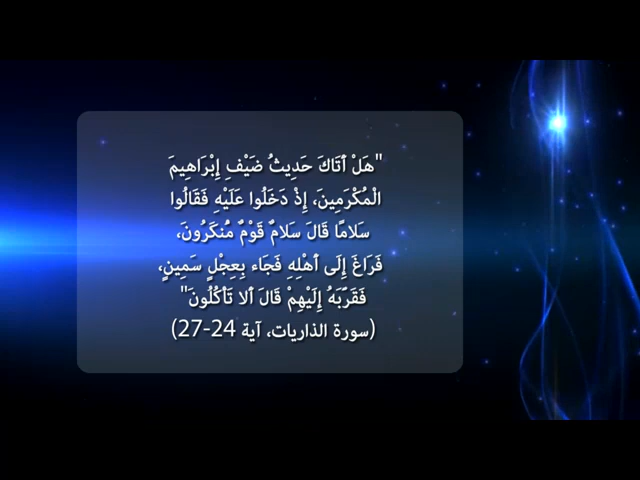 "هَلْ أَتَاكَ حَدِيثُ ضَيْفِ إِبْرَاهِيمَ
الْمُكْرَمِينَ، إِذْ دَخَلُوا عَلَيْهِ فَقَالُوا
سَلَامًا قَالَ سَلَامٌ قَوْمٌ مُنكَرُونَ،
فَرَاغَ إِلَى أَهْلِهِ فَجَاء بِعِجْلٍ سَمِينٍ،
فَقَرَّبَهُ إِلَيْهِمْ قَالَ أَلا تَأْكُلُونَ"
(سورة الذاريات، آية 24-27)